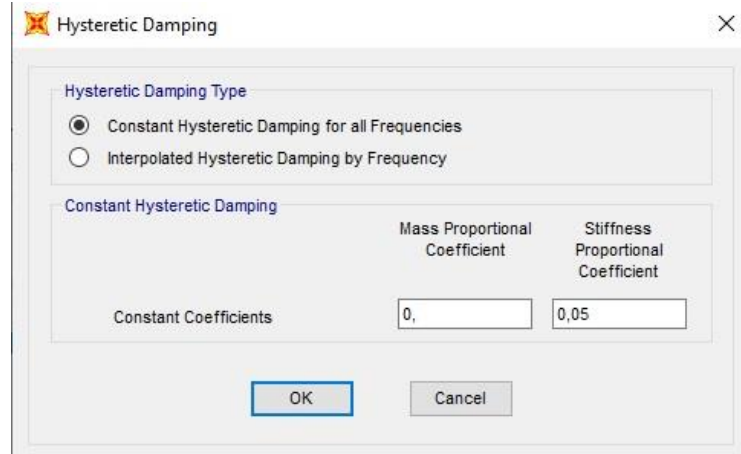 Hysteretic Damping
Hysteretic Damping Type
Constant Hysteretic Damping for all Frequencies
Interpolated Hysteretic Damping by Frequency
Constant Hysteretic Damping
Mass Proportional
Coefficient
Stiffness
Proportional
Coefficient
Constant Coefficients
0,
0,05
OK
Cancel